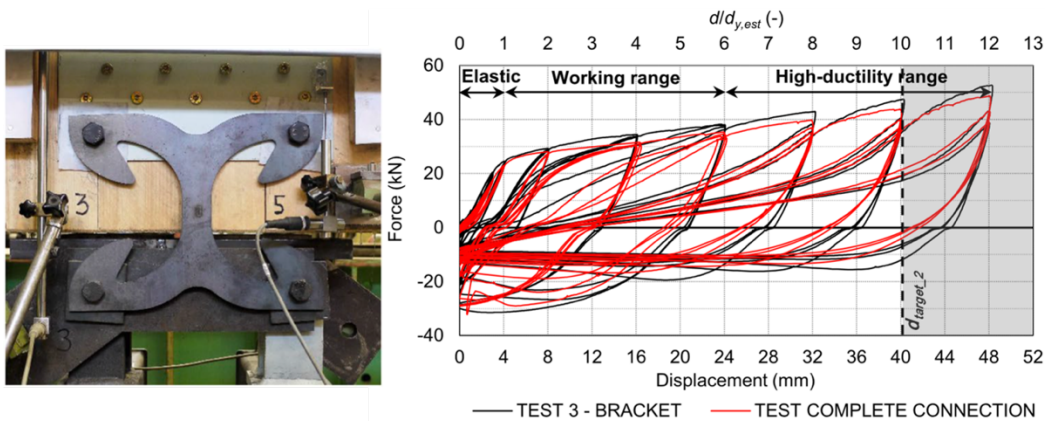 3
5
3
d/dy,est (-)
0 1 2 3 4 5 6 7 8 9 10 11 12 13
Elastic Working range High-ductility range
60
40
20
0
-20
-40
Force (kN)
dtarget_2
0 4 8 12 16 20 24 28 32 36 40 44 48 52
Displacement (mm)
TEST 3 - BRACKET TEST COMPLETE CONNECTION